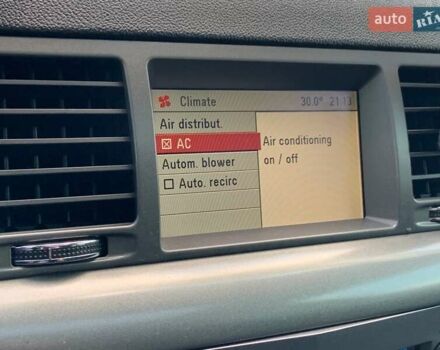 auto RIA
Climate 30.0° 21:13
Air distribut.
AC
Autom. blower
Auto. recirc
Air conditioning
on / off